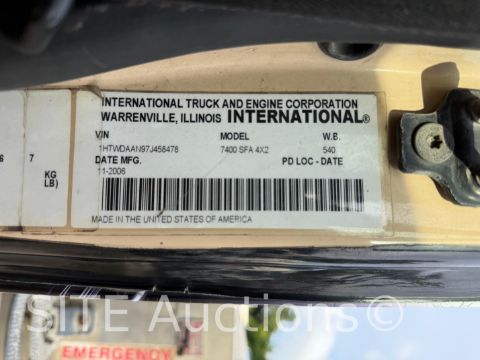 INTERNATIONAL TRUCK AND ENGINE CORPORATION
WARRENVILLE, ILLINOIS INTERNATIONAL®
VIN MODEL W.B.
1HTWDAAN97J458478 7400 SFA 4X2 540
DATE MFG. PD LOC - DATE
11-2006
MADE IN THE UNITED STATES OF AMERICA
6 7
KG
LB)
SITE Auctions ©
EMERGENCY